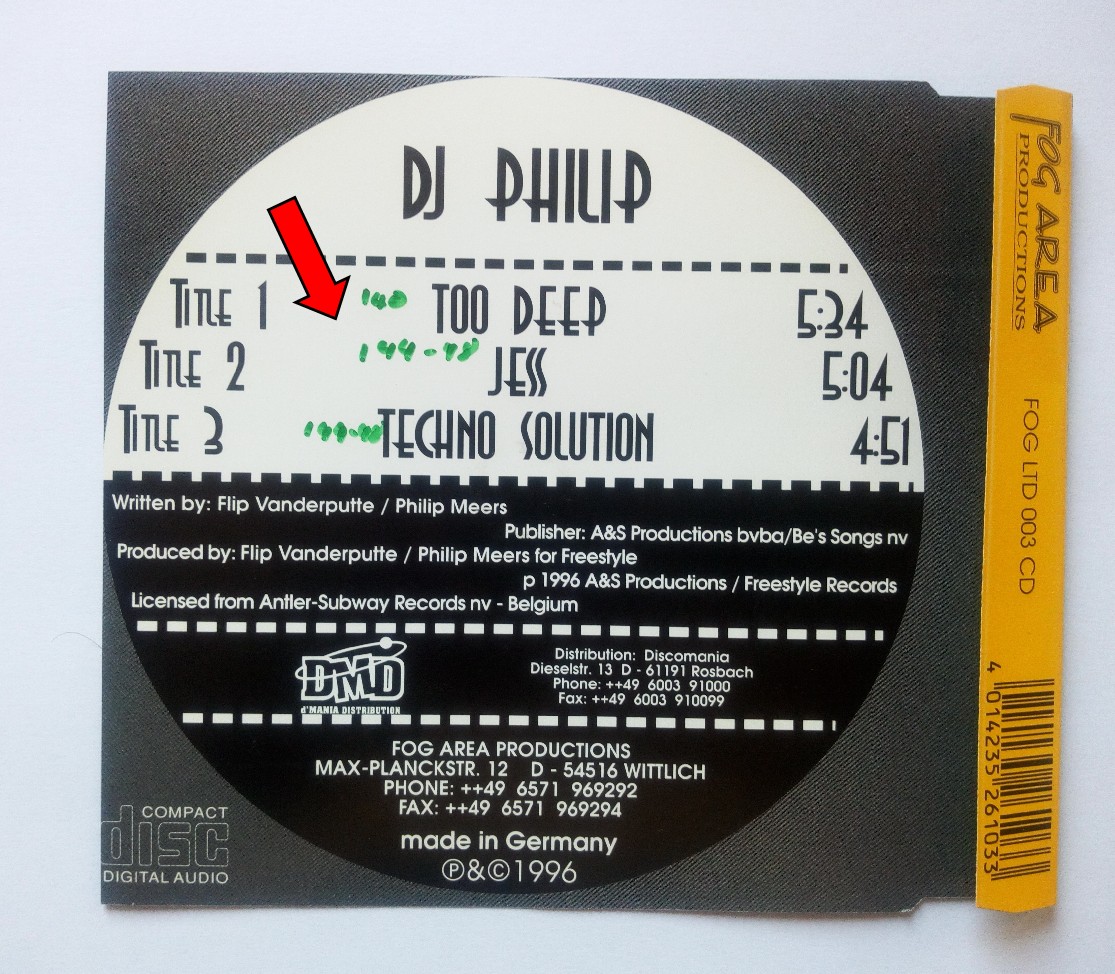 DJ PHILIP
TITLE 1 140 TOO DEEP 5:34
TITLE 2 JESS 5:04
TITLE 3 TECHNO SOLUTION 4:51
Written by: Flip Vanderputte / Philip Meers
Publisher: A&S Productions bvba/Be's Songs nv
Produced by: Flip Vanderputte / Philip Meers for Freestyle
p 1996 A&S Productions / Freestyle Records
Licensed from Antler-Subway Records nv - Belgium
DMD
d'MANIA DISTRIBUTION
Distribution: Discomania
Dieselstr. 13 D - 61191 Rosbach
Phone: ++49 6003 91000
Fax: ++49 6003 910099
FOG AREA PRODUCTIONS
MAX-PLANCKSTR. 12 D - 54516 WITTLICH
PHONE: ++49 6571 969292
FAX: ++49 6571 969294
made in Germany
℗&©1996
COMPACT
disc
DIGITAL AUDIO
FOG AREA
PRODUCTIONS
FOG LTD 003 CD
4 014235 261033